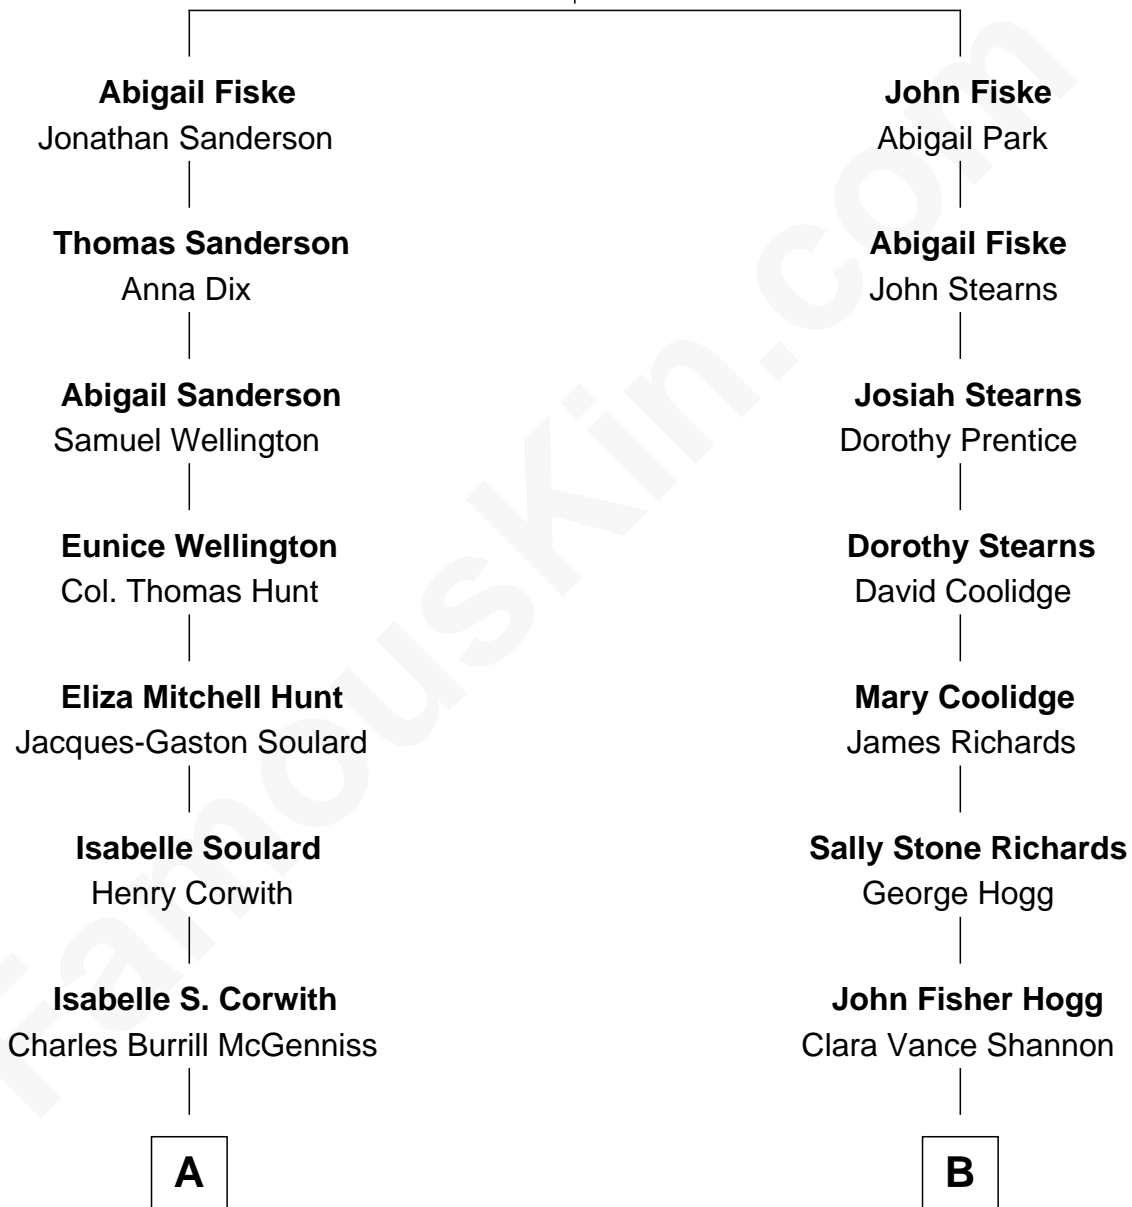 Abigail Fiske
Jonathan Sanderson
Thomas Sanderson
Anna Dix
Abigail Sanderson
Samuel Wellington
Eunice Wellington
Col. Thomas Hunt
Eliza Mitchell Hunt
Jacques-Gaston Soulard
Isabelle Soulard
Henry Corwith
Isabelle S. Corwith
Charles Burrill McGenniss
A
John Fiske
Abigail Park
Abigail Fiske
John Stearns
Josiah Stearns
Dorothy Prentice
Dorothy Stearns
David Coolidge
Mary Coolidge
James Richards
Sally Stone Richards
George Hogg
John Fisher Hogg
Clara Vance Shannon
B
FamousKin.com